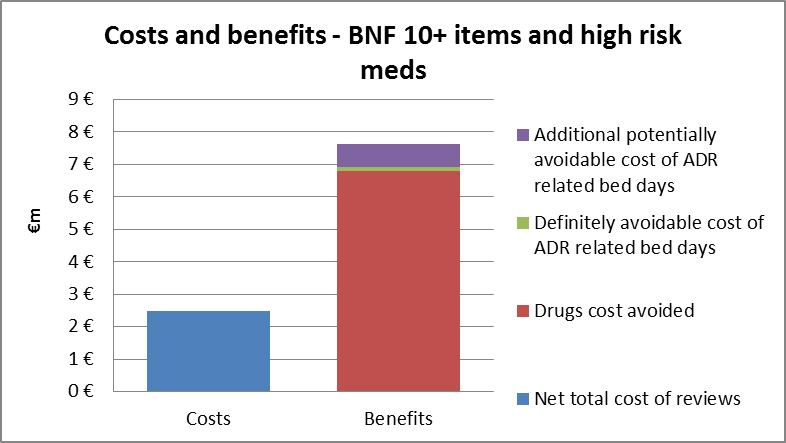 Costs and benefits - BNF 10+ items and high risk
meds
9 €
8 €
7 €
6 €
5 €
4 €
3 €
2 €
1 €
0 €
€m
Costs
Benefits
Additional potentially
avoidable cost of ADR
related bed days
Definitely avoidable cost of
ADR related bed days
Drugs cost avoided
Net total cost of reviews